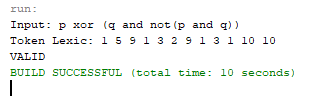 run:
Input: p xor (q and not(p and q))
Token Lexic: 1 5 9 1 3 2 9 1 3 1 10 10
VALID
BUILD SUCCESSFUL (total time: 10 seconds)